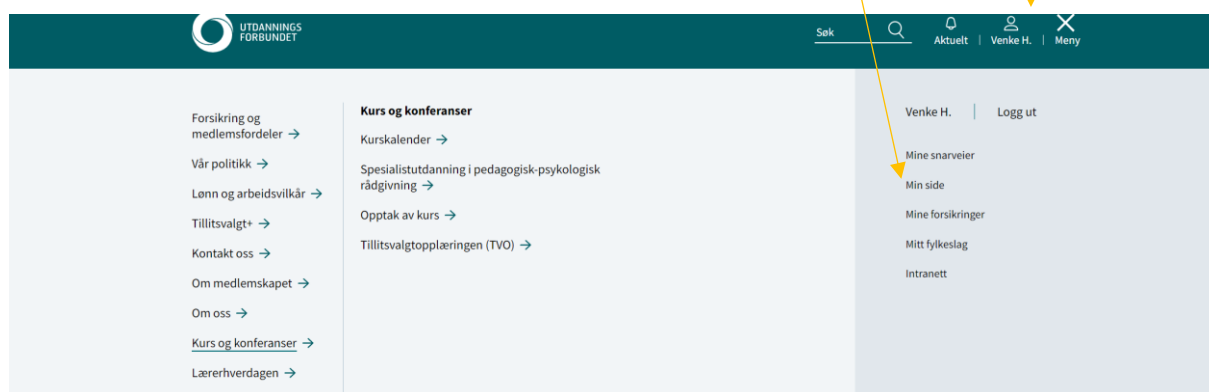 UTDANNINGS
FORBUNDET
Søk
Aktuelt | Venke H. | Meny
Forsikring og
medlemsfordeler →
Vår politikk →
Lønn og arbeidsvilkår →
Tillitsvalgt+ →
Kontakt oss →
Om medlemskapet →
Om oss →
Kurs og konferanser →
Lærerhverdagen →
Kurs og konferanser
Kurskalender →
Spesialistutdanning i pedagogisk-psykologisk
rådgivning →
Opptak av kurs →
Tillitsvalgtopplæringen (TVO) →
Venke H. | Logg ut
Mine snarveier
Min side
Mine forsikringer
Mitt fylkeslag
Intranett